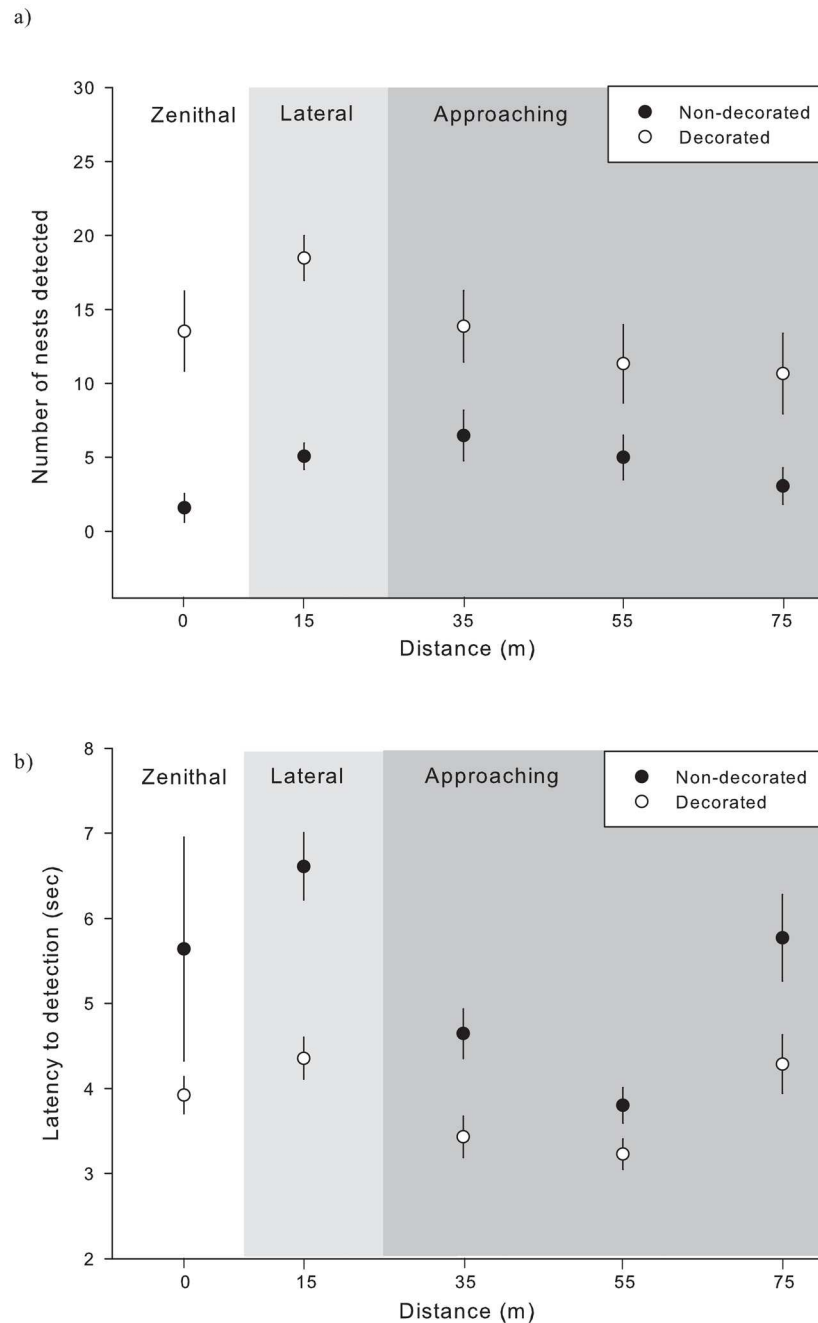 a)
30
25
20
15
10
5
0
Number of nests detected
Zenithal
Lateral
Approaching
Non-decorated
Decorated
0 15 35 55 75
Distance (m)
b)
8
7
6
5
4
3
2
Latency to detection (sec)
Zenithal
Lateral
Approaching
Non-decorated
Decorated
0 15 35 55 75
Distance (m)